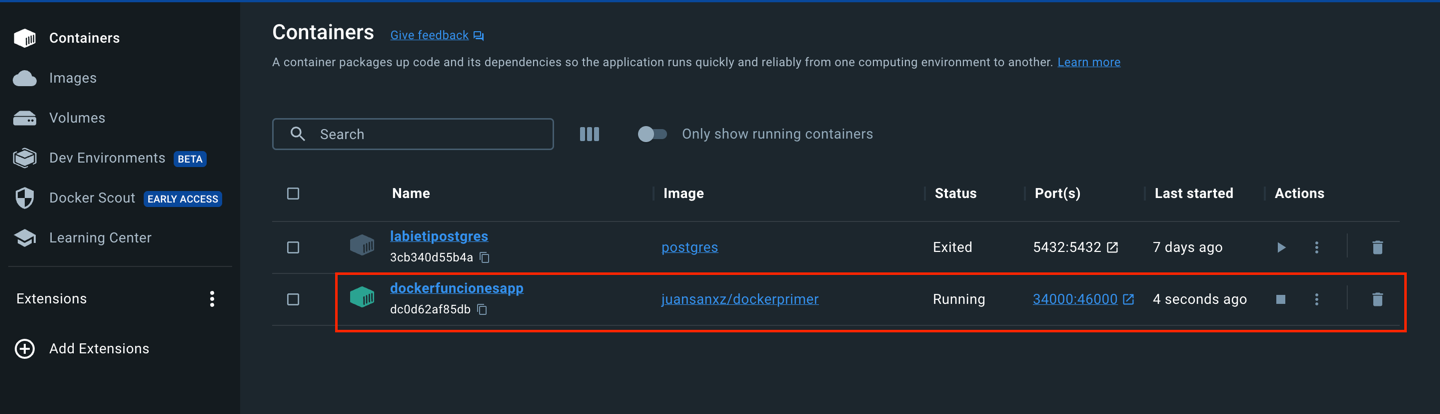 Containers
Images
Volumes
Dev Environments BETA
Docker Scout EARLY ACCESS
Learning Center
Extensions
Add Extensions
Containers Give feedback
A container packages up code and its dependencies so the application runs quickly and reliably from one computing environment to another. Learn more
Search Only show running containers
Name Image Status Port(s) Last started Actions
labietipostgres
3cb340d55b4a
postgres Exited 5432:5432 7 days ago
dockerfuncionesapp
dc0d62af85db
juansanxz/dockerprimer Running 34000:46000 4 seconds ago